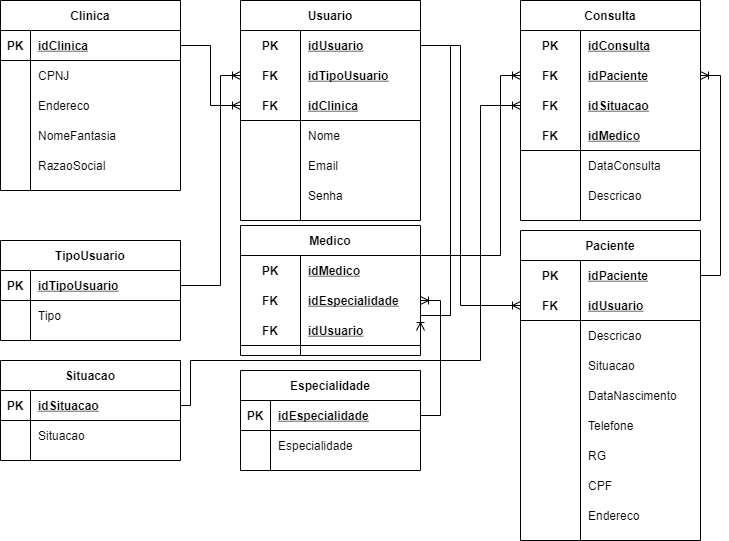 Clinica
PK idClinica
CPNJ
Endereco
NomeFantasia
RazaoSocial
Usuario
PK idUsuario
FK idTipoUsuario
FK idClinica
Nome
Email
Senha
Consulta
PK idConsulta
FK idPaciente
FK idSituacao
FK idMedico
DataConsulta
Descricao
TipoUsuario
PK idTipoUsuario
Tipo
Medico
PK idMedico
FK idEspecialidade
FK idUsuario
Paciente
PK idPaciente
FK idUsuario
Descricao
Situacao
DataNascimento
Telefone
RG
CPF
Endereco
Situacao
PK idSituacao
Situacao
Especialidade
PK idEspecialidade
Especialidade